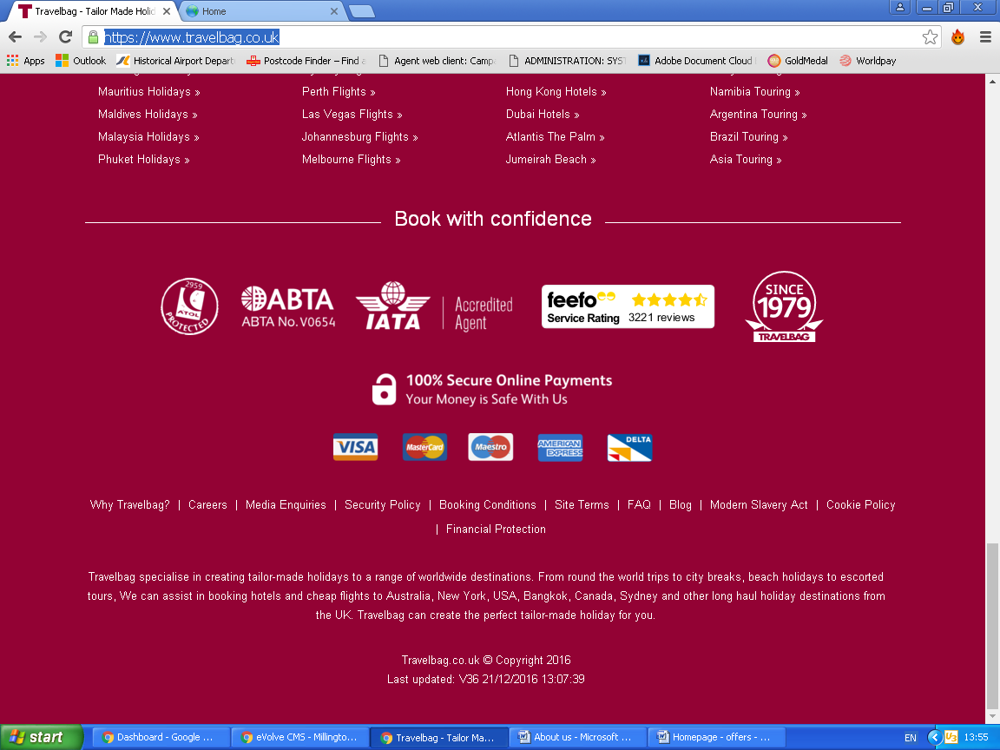 Travelbag - Tailor Made Holid
Home
https://www.travelbag.co.uk
Apps Outlook Historical Airport Depart Postcode Finder – Find a Agent web client: Camp ADMINISTRATION: SYST Adobe Document Cloud GoldMedal Worldpay
Mauritius Holidays » Perth Flights » Hong Kong Hotels » Namibia Touring »
Maldives Holidays » Las Vegas Flights » Dubai Hotels » Argentina Touring »
Malaysia Holidays » Johannesburg Flights » Atlantis The Palm » Brazil Touring »
Phuket Holidays » Melbourne Flights » Jumeirah Beach » Asia Touring »
Book with confidence
2959
ATOL
PROTECTED
ABTA
ABTA No. V0654
IATA
Accredited
Agent
feefo
Service Rating 3221 reviews
SINCE
1979
TRAVELBAG
100% Secure Online Payments
Your Money is Safe With Us
VISA MasterCard Maestro AMERICAN EXPRESS DELTA
Why Travelbag? | Careers | Media Enquiries | Security Policy | Booking Conditions | Site Terms | FAQ | Blog | Modern Slavery Act | Cookie Policy
| Financial Protection
Travelbag specialise in creating tailor-made holidays to a range of worldwide destinations. From round the world trips to city breaks, beach holidays to escorted
tours, We can assist in booking hotels and cheap flights to Australia, New York, USA, Bangkok, Canada, Sydney and other long haul holiday destinations from
the UK. Travelbag can create the perfect tailor-made holiday for you.
Travelbag.co.uk © Copyright 2016
Last updated: V36 21/12/2016 13:07:39
start Dashboard - Google ... eVolve CMS - Millingto... Travelbag - Tailor Ma... About us - Microsoft ... Homepage - offers - ... EN 13:55